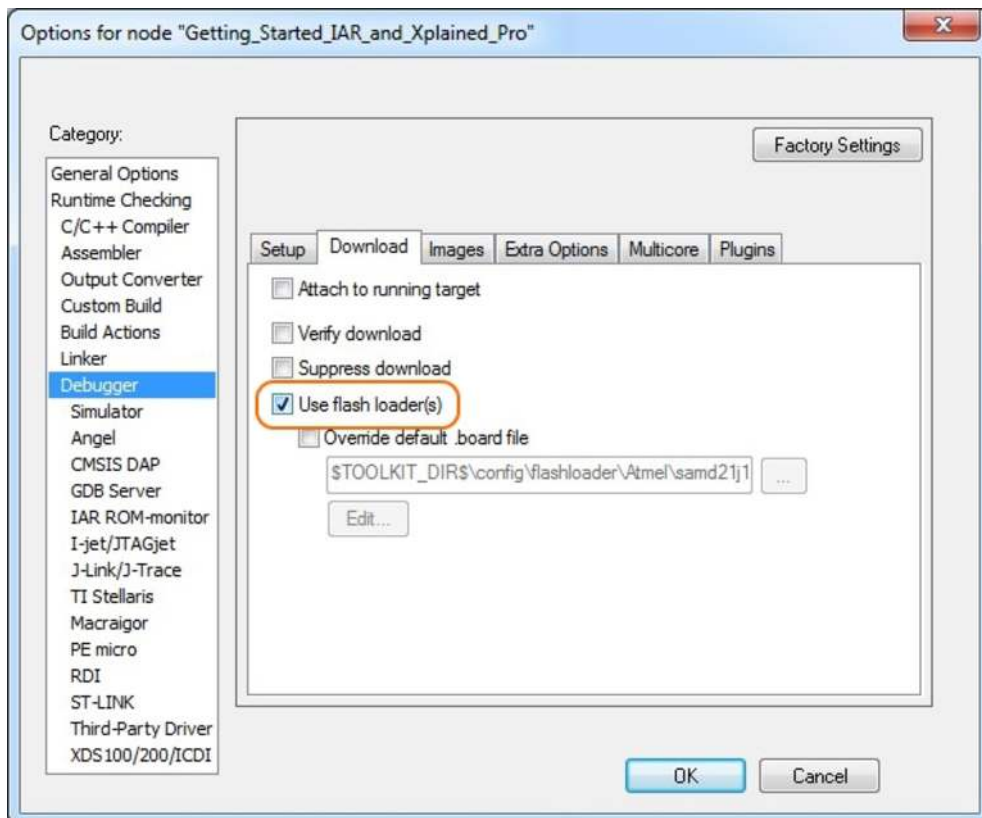 Options for node "Getting_Started_IAR_and_Xplained_Pro"
Category:
Factory Settings
General Options
Runtime Checking
C/C++ Compiler
Assembler
Output Converter
Custom Build
Build Actions
Linker
Debugger
Simulator
Angel
CMSIS DAP
GDB Server
IAR ROM-monitor
I-jet/JTAGjet
J-Link/J-Trace
TI Stellaris
Macraigor
PE micro
RDI
ST-LINK
Third-Party Driver
XDS100/200/ICDI
Setup Download Images Extra Options Multicore Plugins
Attach to running target
Verify download
Suppress download
Use flash loader(s)
Override default .board file
$TOOLKIT_DIR$\config\flashloader\Atmel\samd21j1 ...
Edit...
OK Cancel